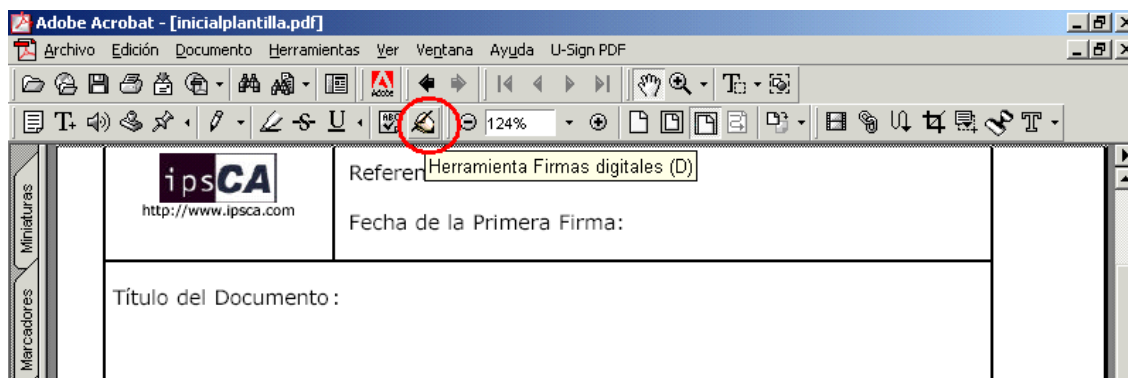 Adobe Acrobat - [inicialplantilla.pdf]
Archivo Edición Documento Herramientas Ver Ventana Ayuda U-Sign PDF
124%
Herramienta Firmas digitales (D)
ipsCA
http://www.ipsca.com
Referen
Fecha de la Primera Firma:
Título del Documento:
Miniaturas
Marcadores